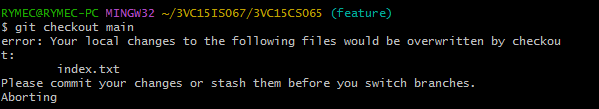 RYMEC@RYMEC-PC MINGW32 ~/3VC15IS067/3VC15CS065 (feature)
$ git checkout main
error: Your local changes to the following files would be overwritten by checkou
t:
        index.txt
Please commit your changes or stash them before you switch branches.
Aborting